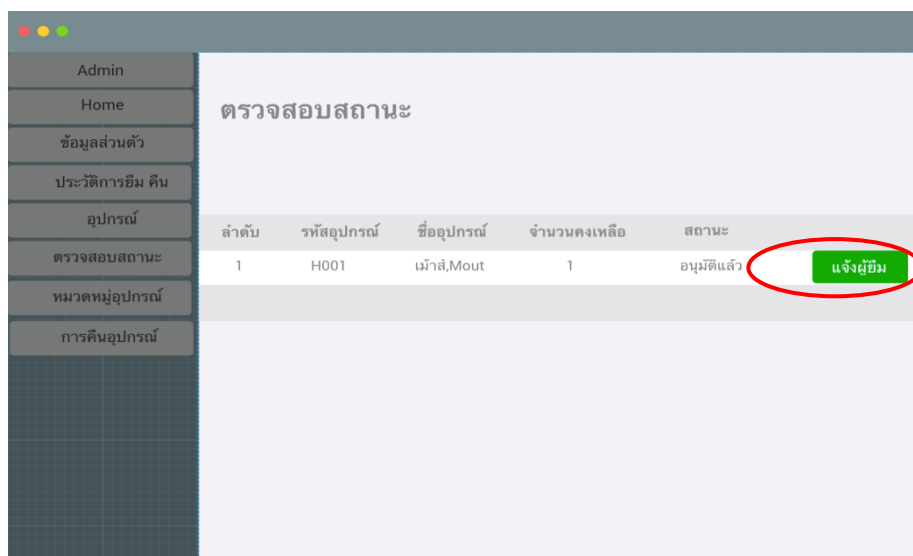 Admin
Home
ข้อมูลส่วนตัว
ประวัติการยืม คืน
อุปกรณ์
ตรวจสอบสถานะ
หมวดหมู่อุปกรณ์
การคืนอุปกรณ์
ตรวจสอบสถานะ
ลำดับ รหัสอุปกรณ์ ชื่ออุปกรณ์ จำนวนคงเหลือ สถานะ
1 H001 เม้าส์,Mout 1 อนุมัติแล้ว แจ้งผู้ยืม